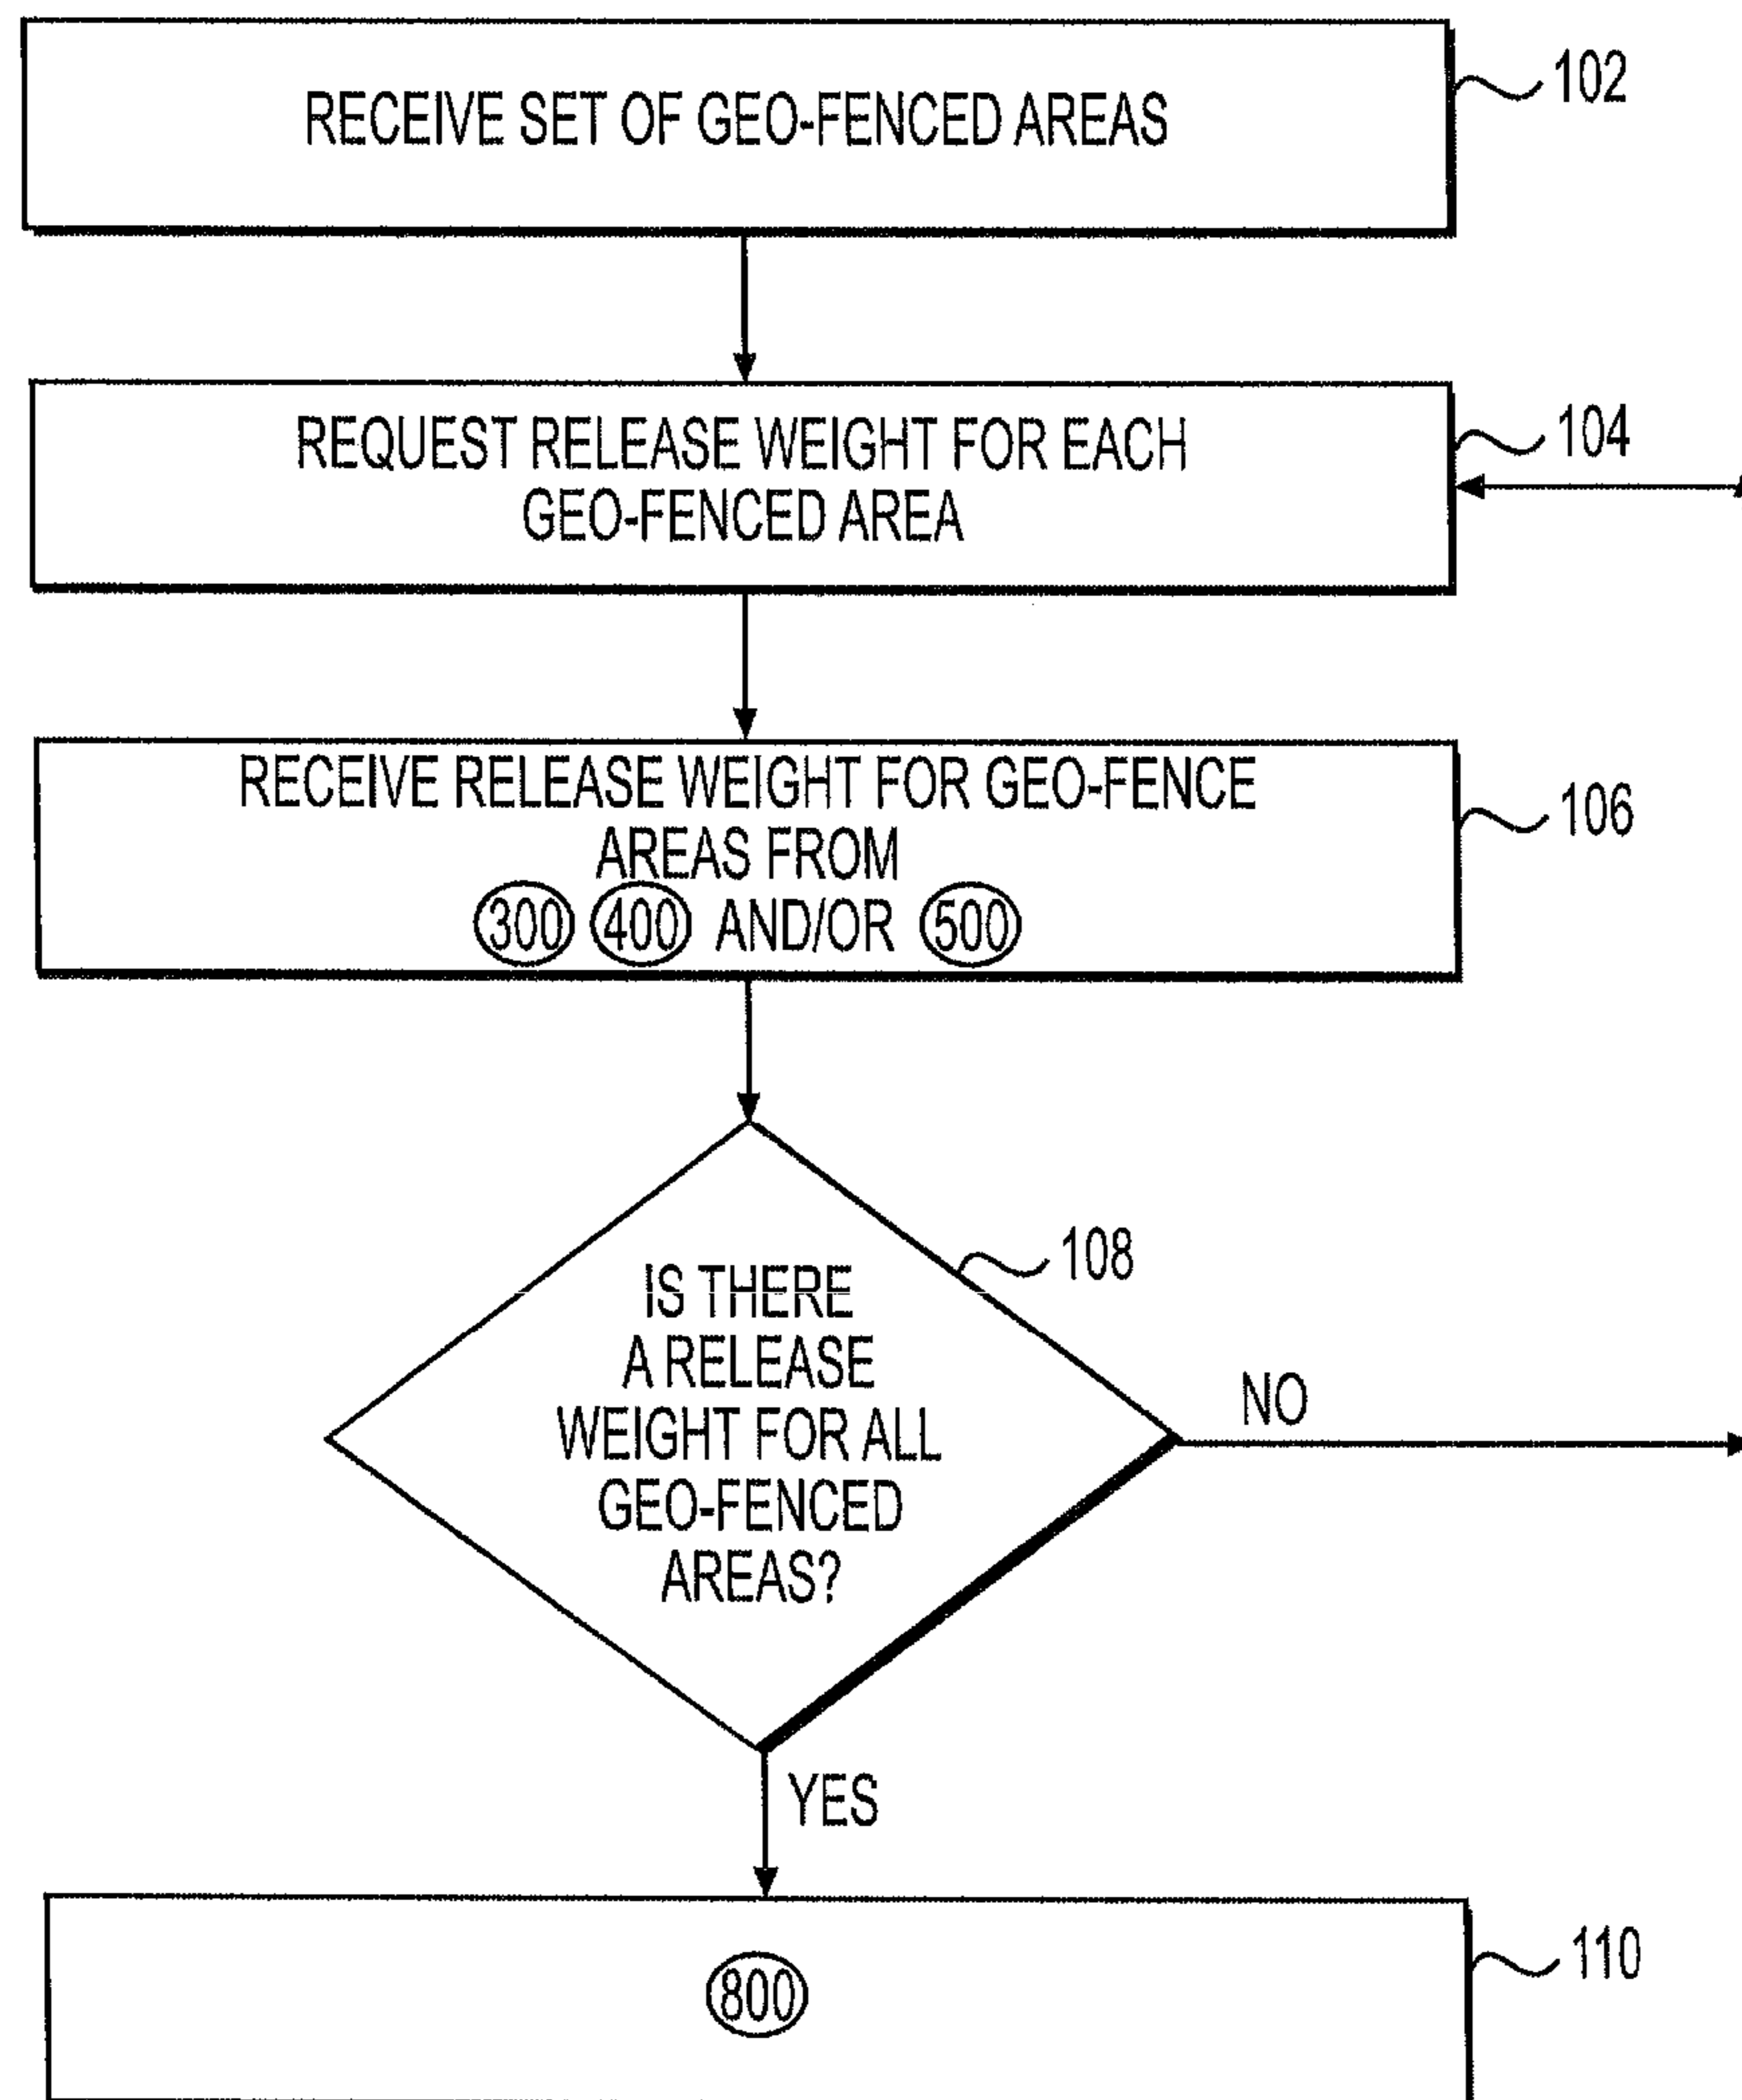 RECEIVE SET OF GEO-FENCED AREAS
102
REQUEST RELEASE WEIGHT FOR EACH
GEO-FENCED AREA
104
RECEIVE RELEASE WEIGHT FOR GEO-FENCE
AREAS FROM
300 400 AND/OR 500
106
IS THERE
A RELEASE
WEIGHT FOR ALL
GEO-FENCED
AREAS?
108
NO
YES
800
110